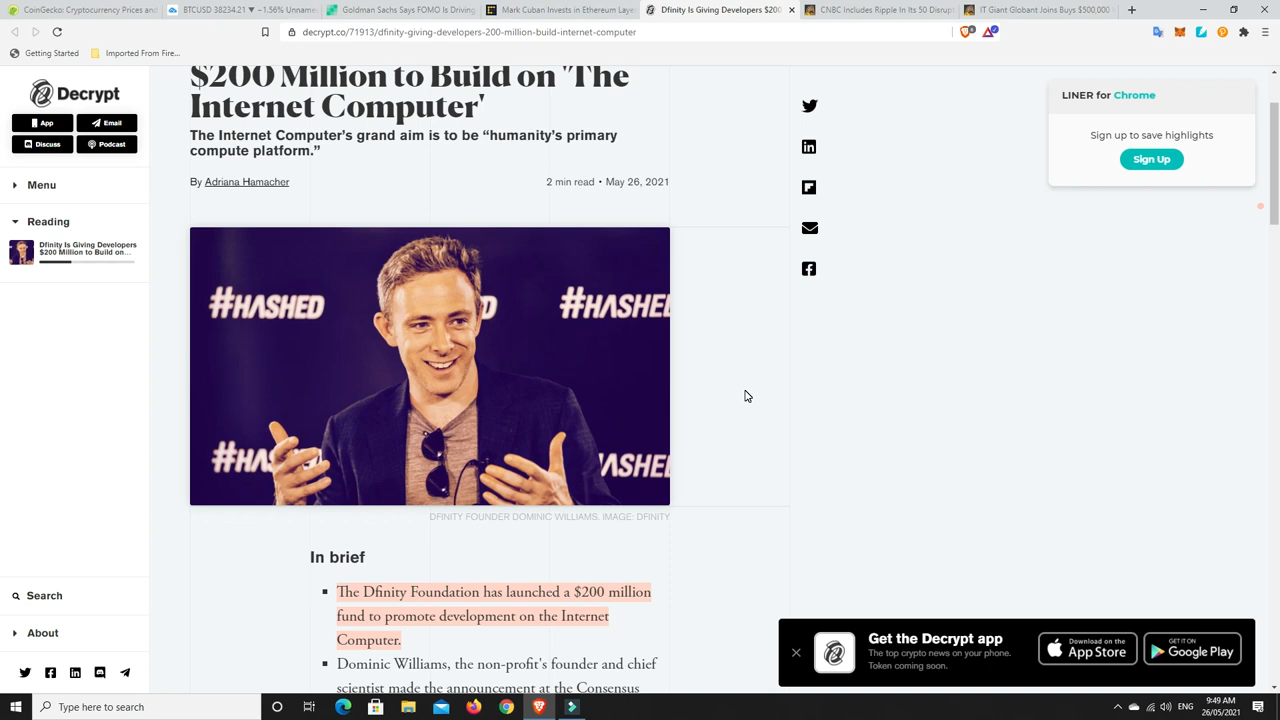 CoinGecko: Cryptocurrency Prices and
BTCUSD 38234.21 ▼ −1.56% Unname
Goldman Sachs Says FOMO Is Driving
Mark Cuban Invests in Ethereum Laye
Dfinity Is Giving Developers $200
CNBC Includes Ripple In Its 50 Disrupt
IT Giant Globant Joins Buys $500,000
decrypt.co/71913/dfinity-giving-developers-200-million-build-internet-computer
Getting Started
Imported From Fire...
Decrypt
App
Email
Discuss
Podcast
Menu
Reading
Dfinity Is Giving Developers
$200 Million to Build on...
Search
About
$200 Million to Build on 'The
Internet Computer'
The Internet Computer's grand aim is to be “humanity's primary
compute platform.”
By Adriana Hamacher
2 min read • May 26, 2021
#HASHED
D
#HASHED
#HA
ASHED
DFINITY FOUNDER DOMINIC WILLIAMS. IMAGE: DFINITY
In brief
The Dfinity Foundation has launched a $200 million
fund to promote development on the Internet
Computer.
Dominic Williams, the non-profit's founder and chief
scientist made the announcement at the Consensus
LINER for Chrome
Sign up to save highlights
Sign Up
Get the Decrypt app
The top crypto news on your phone.
Token coming soon.
Download on the
App Store
GET IT ON
Google Play
Type here to search
ENG
9:49 AM
26/05/2021